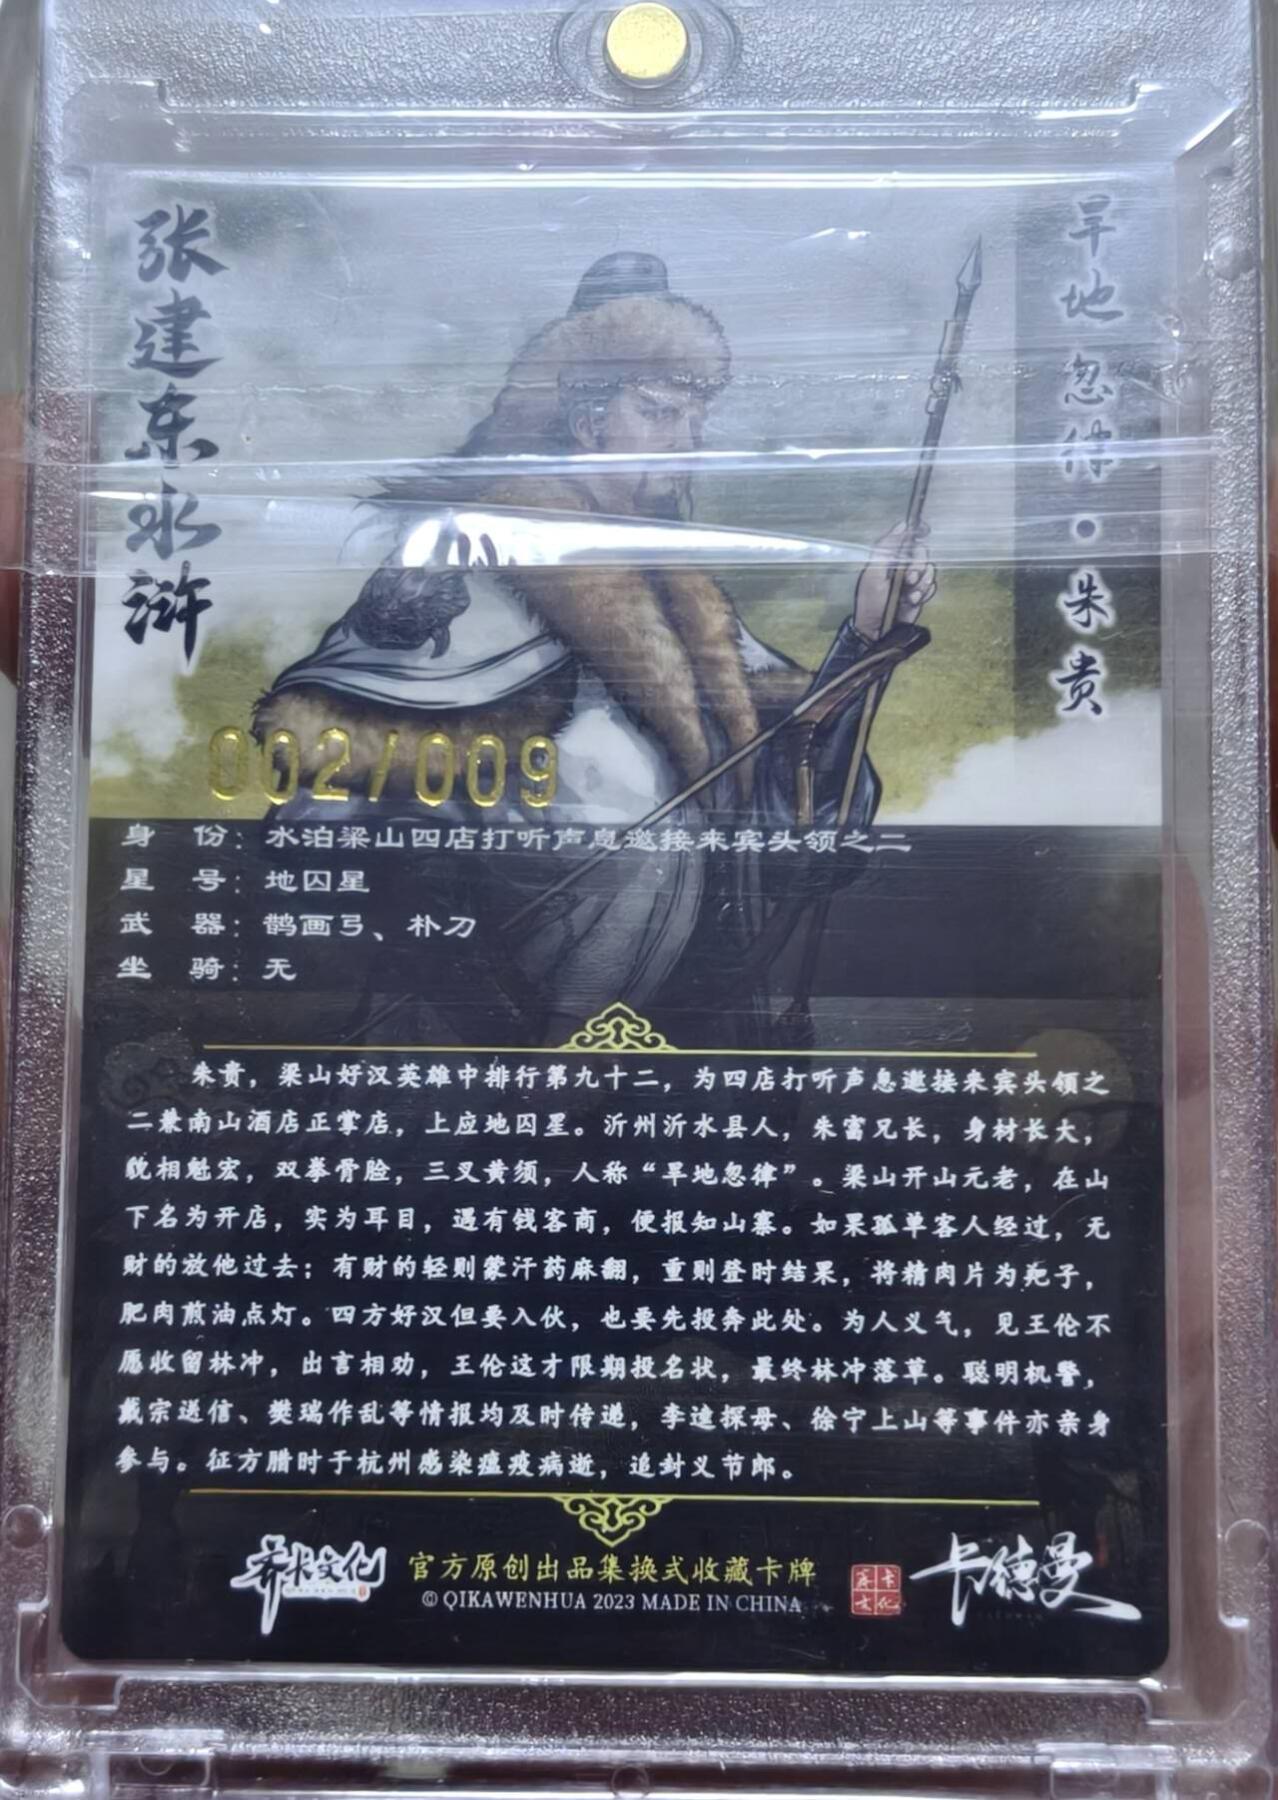 张建东水浒
旱地忽律·朱贵
002/009
身 份：水泊梁山四店打听声息邀接来宾头领之二
星 号：地囚星
武 器：鹊画弓、朴刀
坐 骑：无
朱贵，梁山好汉英雄中排行第九十二，为四店打听声息邀接来宾头领之
二兼南山酒店正掌店，上应地囚星。沂州沂水县人，朱富兄长，身材长大，
貌相魁宏，双拳骨脸，三叉黄须，人称“旱地忽律”。梁山开山元老，在山
下名为开店，实为耳目，遇有钱客商，便报知山寨。如果孤单客人经过，无
财的放他过去；有财的轻则蒙汗药麻翻，重则登时结果，将精肉片为羓子，
肥肉煎油点灯。四方好汉但要入伙，也要先投奔此处。为人义气，见王伦不
愿收留林冲，出言相劝，王伦这才限期投名状，最终林冲落草。聪明机警，
戴宗送信、樊瑞作乱等情报均及时传递，李逵探母、徐宁上山等事件亦亲身
参与。征方腊时于杭州感染瘟疫病逝，追封义节郎。
卡文化
官方原创出品集换式收藏卡牌
© QIKAWENHUA 2023 MADE IN CHINA
卡文化
卡德曼